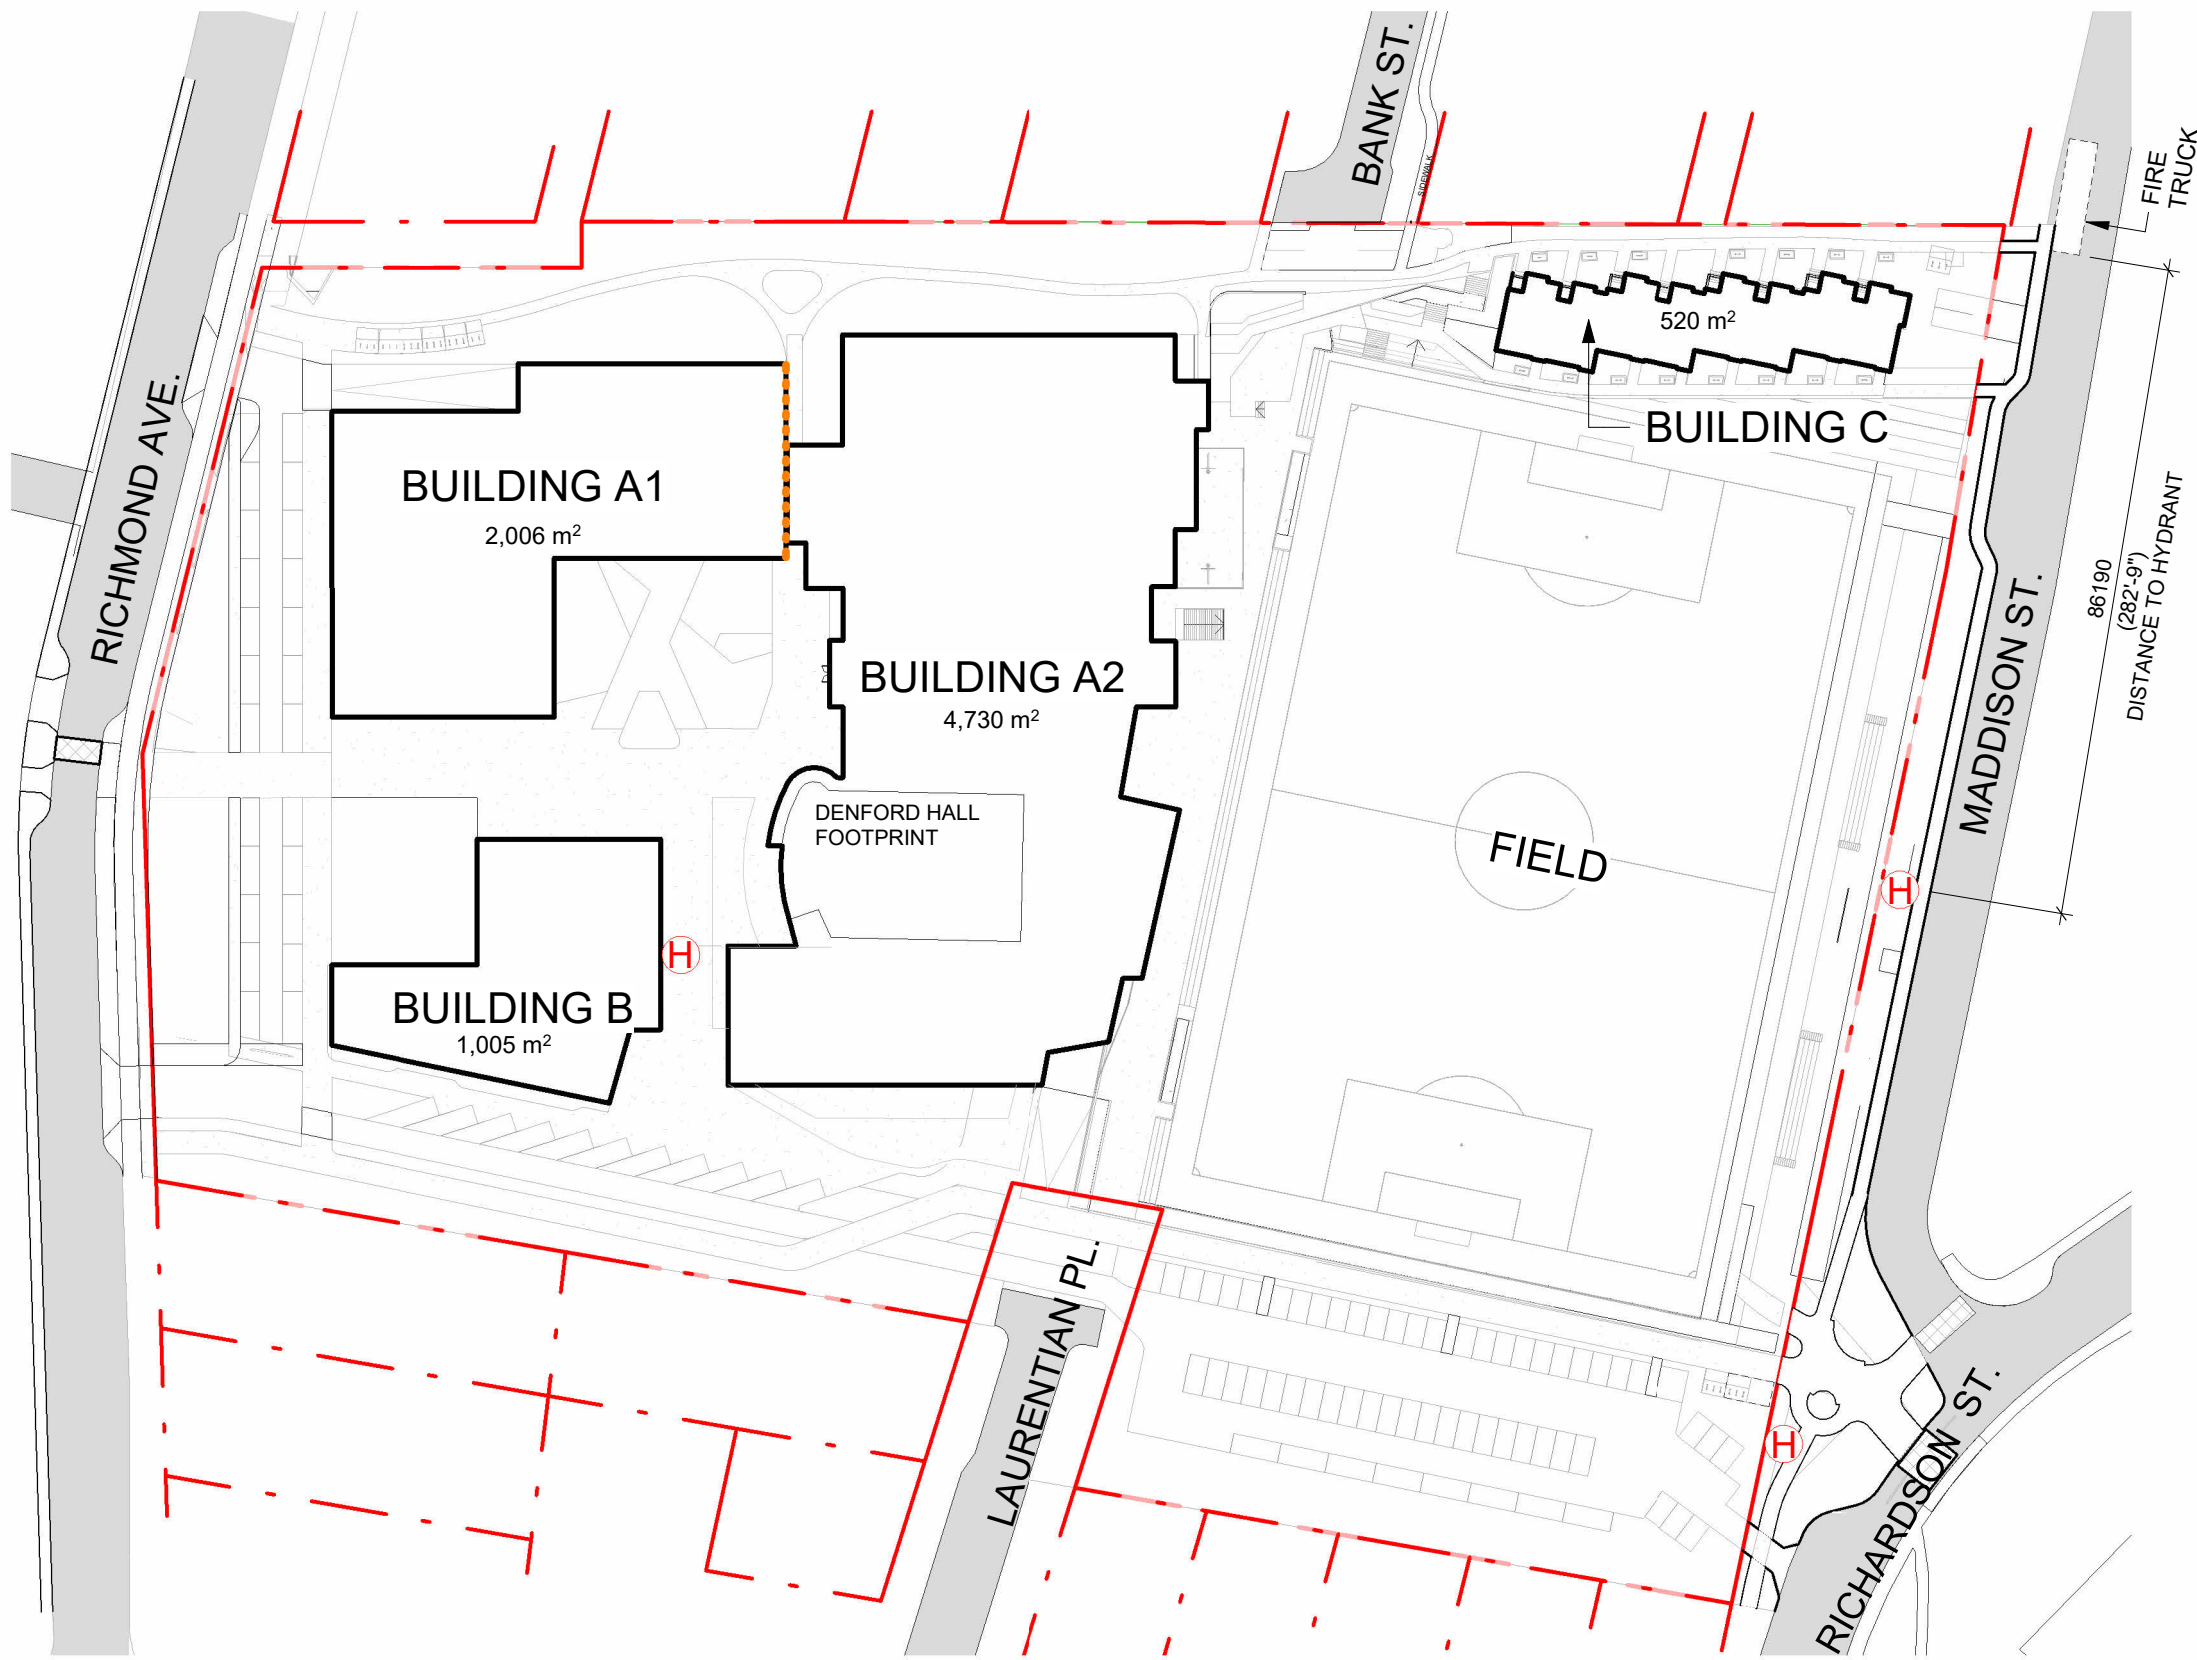 BANK ST.
SIDEWALK
FIRE
TRUCK
520 m²
RICHMOND AVE.
BUILDING C
BUILDING A1
2,006 m²
86190
(282'-9")
DISTANCE TO HYDRANT
MADDISON ST.
BUILDING A2
4,730 m²
DENFORD HALL
FOOTPRINT
FIELD
H
H
BUILDING B
1,005 m²
LAURENTIAN PL.
H
RICHARDSON ST.